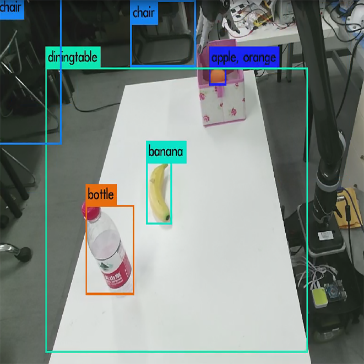 chair
chair
diningtable
apple, orange
banana
bottle